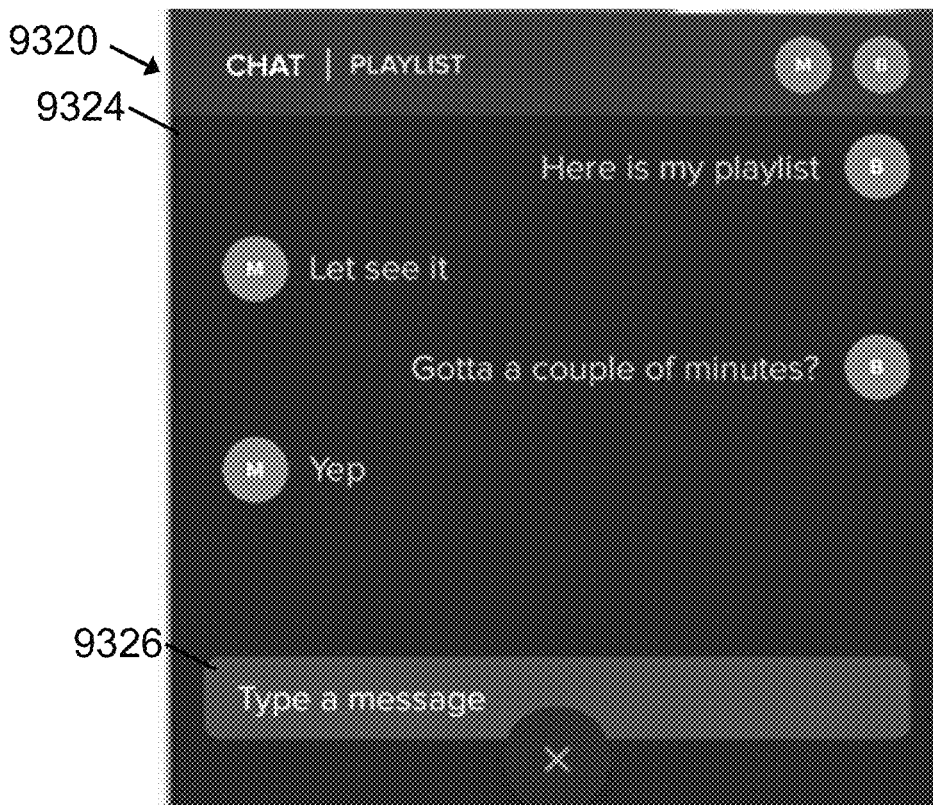 9320
CHAT | PLAYLIST M B
9324
Here is my playlist B
M Let see it
Gotta a couple of minutes? B
M Yep
9326
Type a message
×